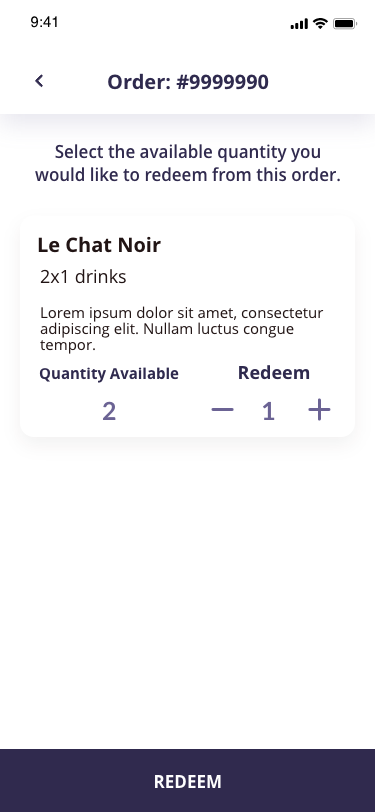 9:41
Order: #9999990
Select the available quantity you
would like to redeem from this order.
Le Chat Noir
2x1 drinks
Lorem ipsum dolor sit amet, consectetur
adipiscing elit. Nullam luctus congue
tempor.
Quantity Available Redeem
2 — 1 +
REDEEM